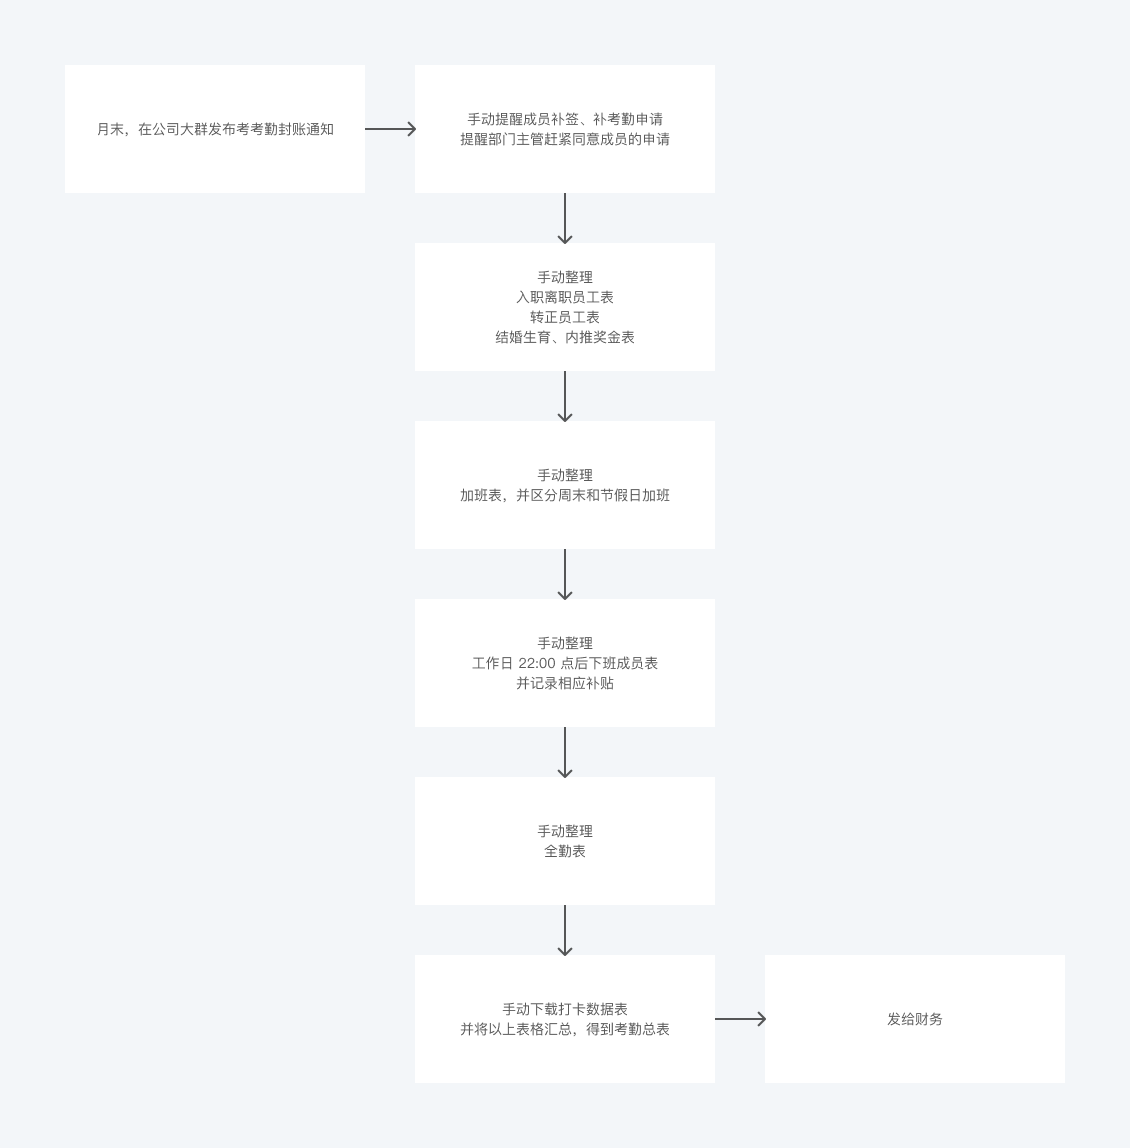 月末，在公司大群发布考考勤封账通知
手动提醒成员补签、补考勤申请
提醒部门主管赶紧同意成员的申请
手动整理
入职离职员工表
转正员工表
结婚生育、内推奖金表
手动整理
加班表，并区分周末和节假日加班
手动整理
工作日 22:00 点后下班成员表
并记录相应补贴
手动整理
全勤表
手动下载打卡数据表
并将以上表格汇总，得到考勤总表
发给财务